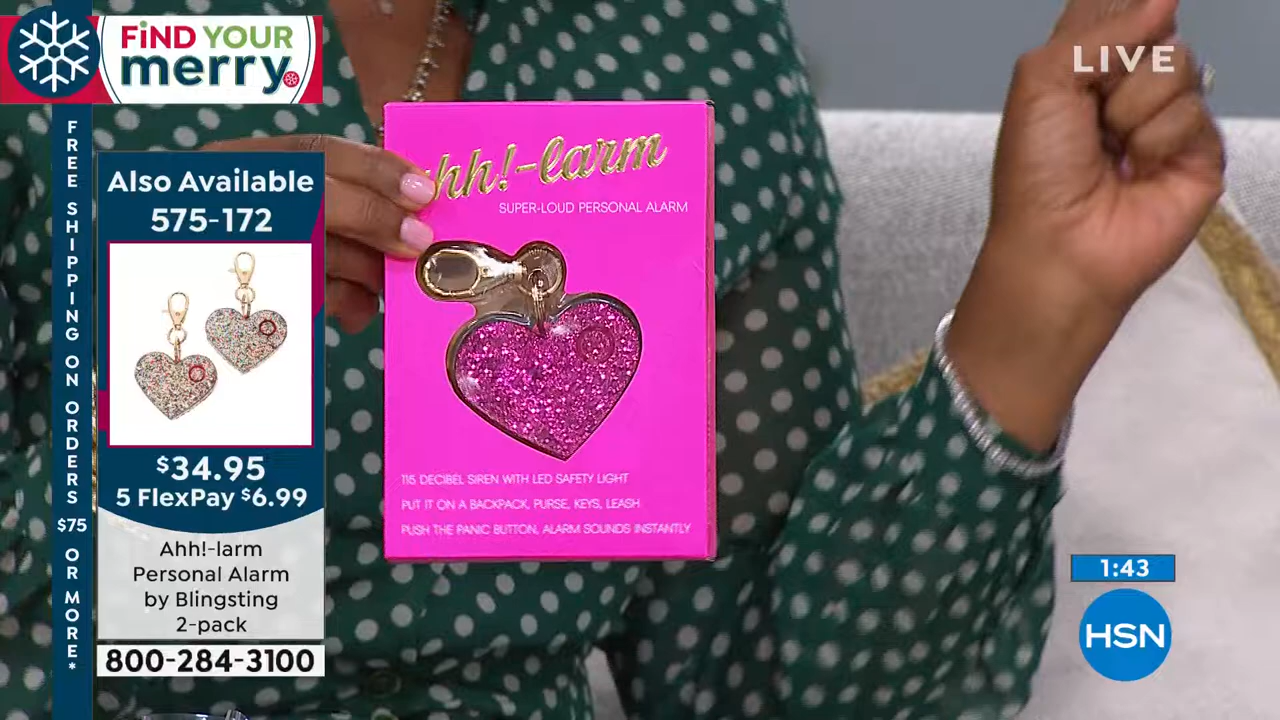 FiND YOUR
merry
LIVE
FREE SHIPPING ON ORDERS $75 OR MORE*
Also Available
575-172
$34.95
5 FlexPay $6.99
Ahh!-larm
Personal Alarm
by Blingsting
2-pack
800-284-3100
hh!-larm
SUPER-LOUD PERSONAL ALARM
115 DECIBEL SIREN WITH LED SAFETY LIGHT
PUT IT ON A BACKPACK, PURSE, KEYS, LEASH
PUSH THE PANIC BUTTON, ALARM SOUNDS INSTANTLY
1:43
HSN